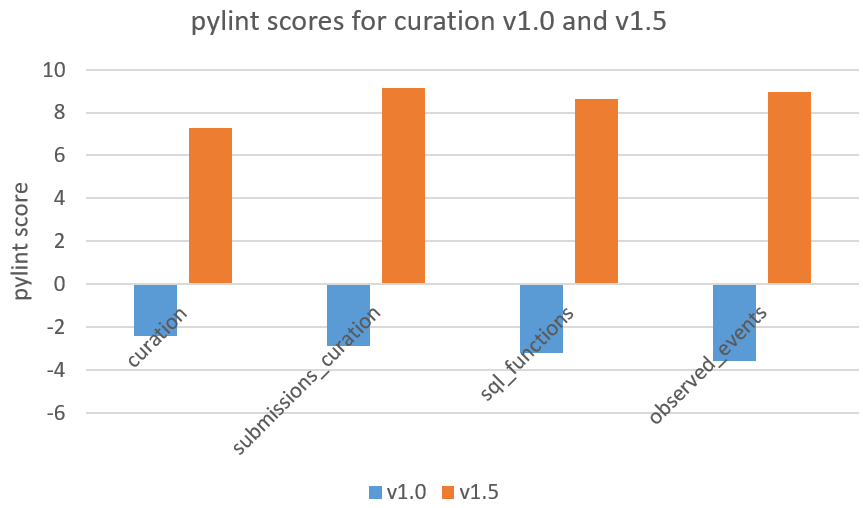 pylint scores for curation v1.0 and v1.5
pylint score
10
8
6
4
2
0
-2
-4
-6
curation
submissions_curation
sql_functions
observed_events
v1.0 v1.5